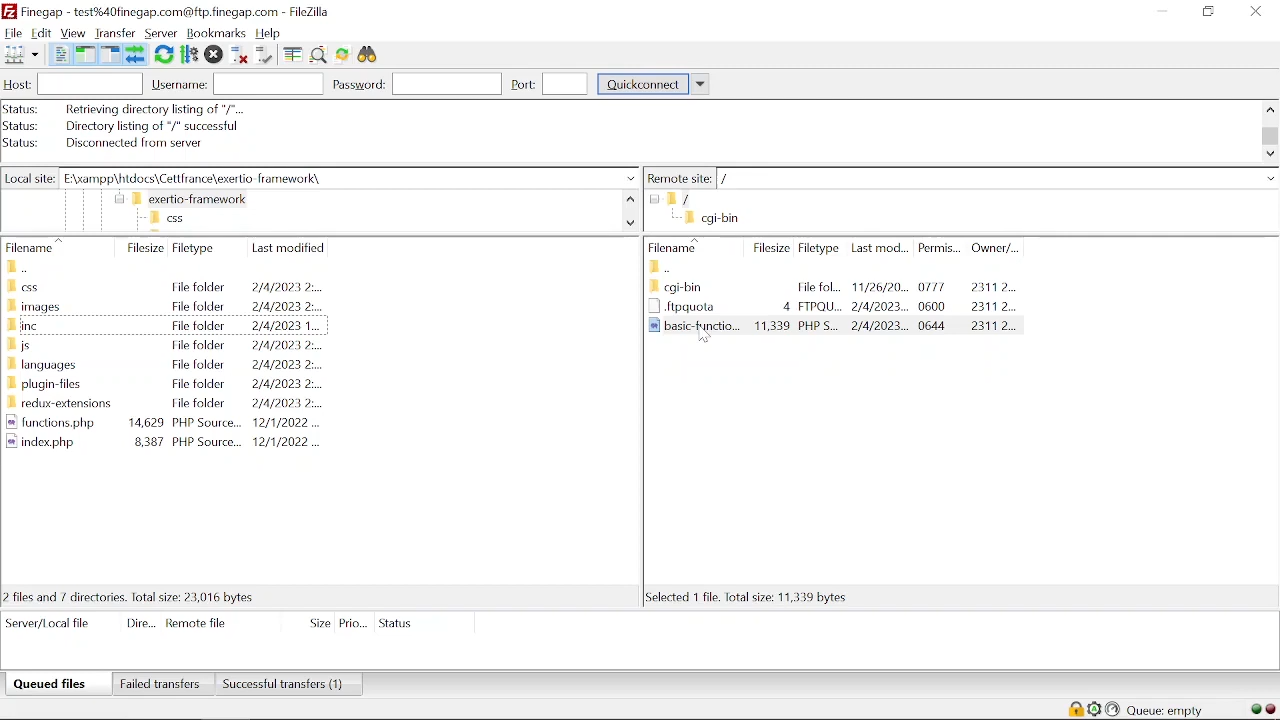 Finegap - test%40finegap.com@ftp.finegap.com - FileZilla
File Edit View Transfer Server Bookmarks Help
Host: Username: Password: Port: Quickconnect
Status: Retrieving directory listing of "/"...
Status: Directory listing of "/" successful
Status: Disconnected from server
Local site: E:\xampp\htdocs\Cettfrance\exertio-framework\
Remote site: /
exertio-framework
css
/
cgi-bin
Filename Filesize Filetype Last modified
..
css File folder 2/4/2023 2:...
images File folder 2/4/2023 2:...
inc File folder 2/4/2023 1...
js File folder 2/4/2023 2:...
languages File folder 2/4/2023 2:...
plugin-files File folder 2/4/2023 2:...
redux-extensions File folder 2/4/2023 2:...
functions.php 14,629 PHP Source... 12/1/2022 ...
index.php 8,387 PHP Source... 12/1/2022 ...
2 files and 7 directories. Total size: 23,016 bytes
Filename Filesize Filetype Last mod... Permis... Owner/...
..
cgi-bin File fol... 11/26/20... 0777 2311 2...
.ftpquota 4 FTPQU... 2/4/2023... 0600 2311 2...
basic-functio... 11,339 PHP S... 2/4/2023... 0644 2311 2...
Selected 1 file. Total size: 11,339 bytes
Server/Local file Dire... Remote file Size Prio... Status
Queued files Failed transfers Successful transfers (1)
Queue: empty